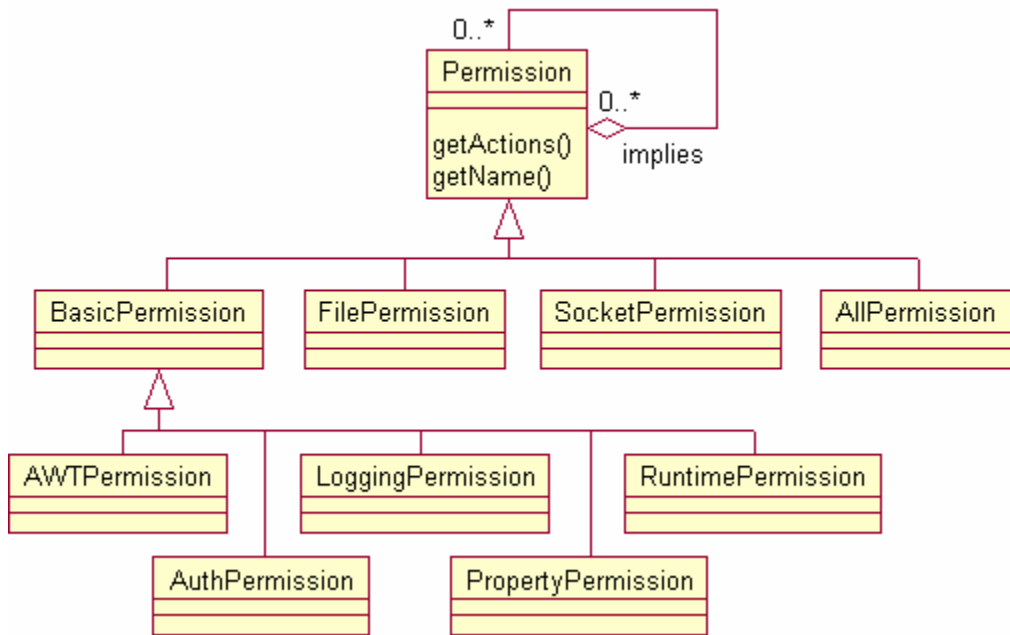 0..*
Permission
0..*
getActions()
implies
getName()
BasicPermission
FilePermission
SocketPermission
AllPermission
AWTPermission
LoggingPermission
RuntimePermission
AuthPermission
PropertyPermission